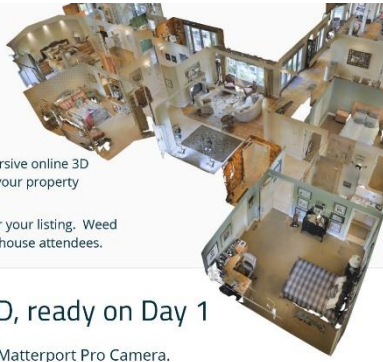 rsive online 3D
your property
r your listing. Weed
house attendees.
D, ready on Day 1
Matterport Pro Camera.